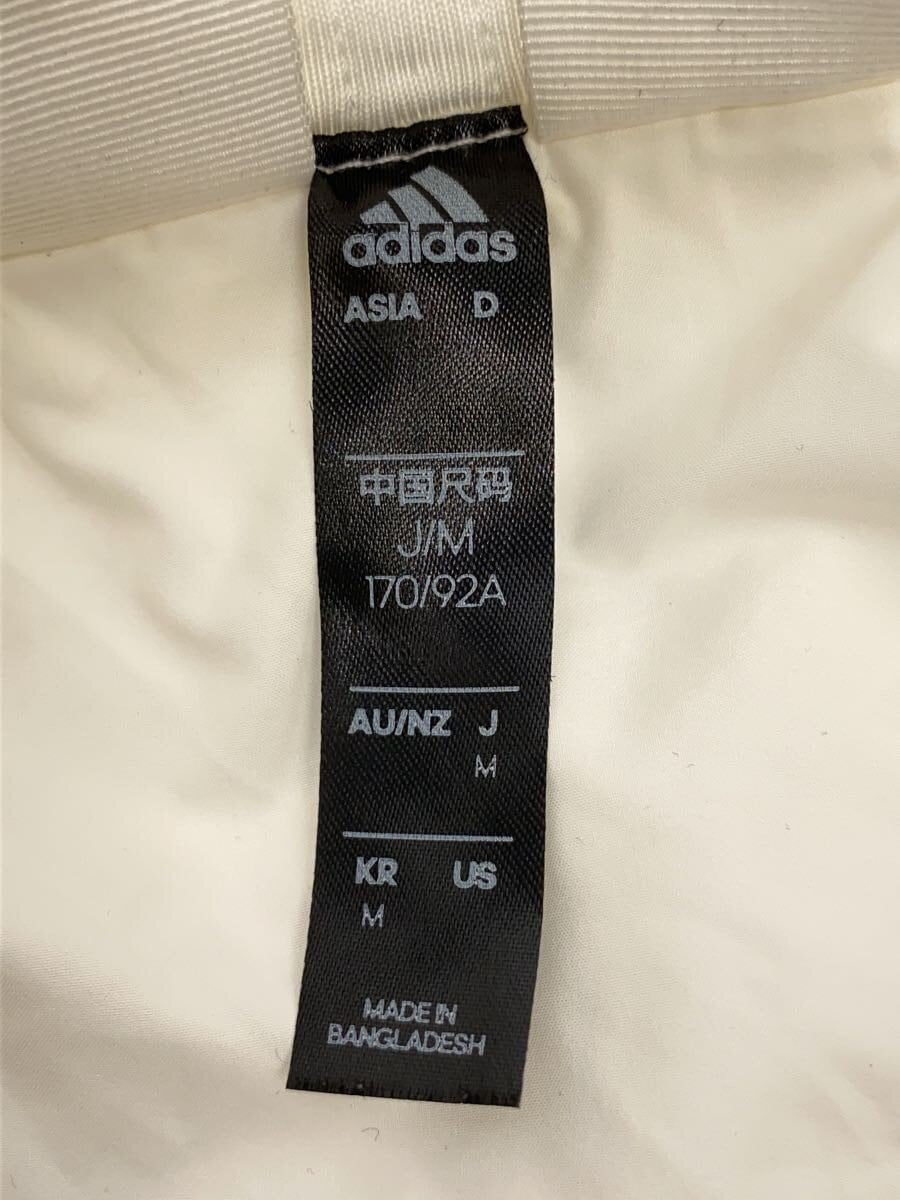 adidas
ASIA D
中国尺码
J/M
170/92A
AU/NZ J
M
KR US
M
MADE IN
BANGLADESH